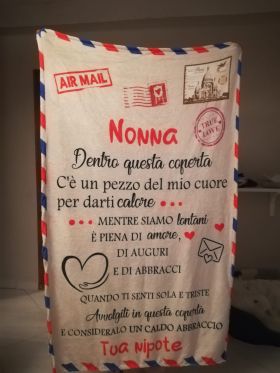 AIR MAIL
TRUE LOVE
Nonna
Dentro questa coperta
C'è un pezzo del mio cuore
per darti calore
MENTRE SIAMO lontani
È PIENA DI amore,
DI AUGURI
E DI ABBRACCI
QUANDO TI SENTI SOLA E TRISTE
Avvolgiti in questa coperta
E CONSIDERALO UN CALDO ABBRACCIO
Tua nipote